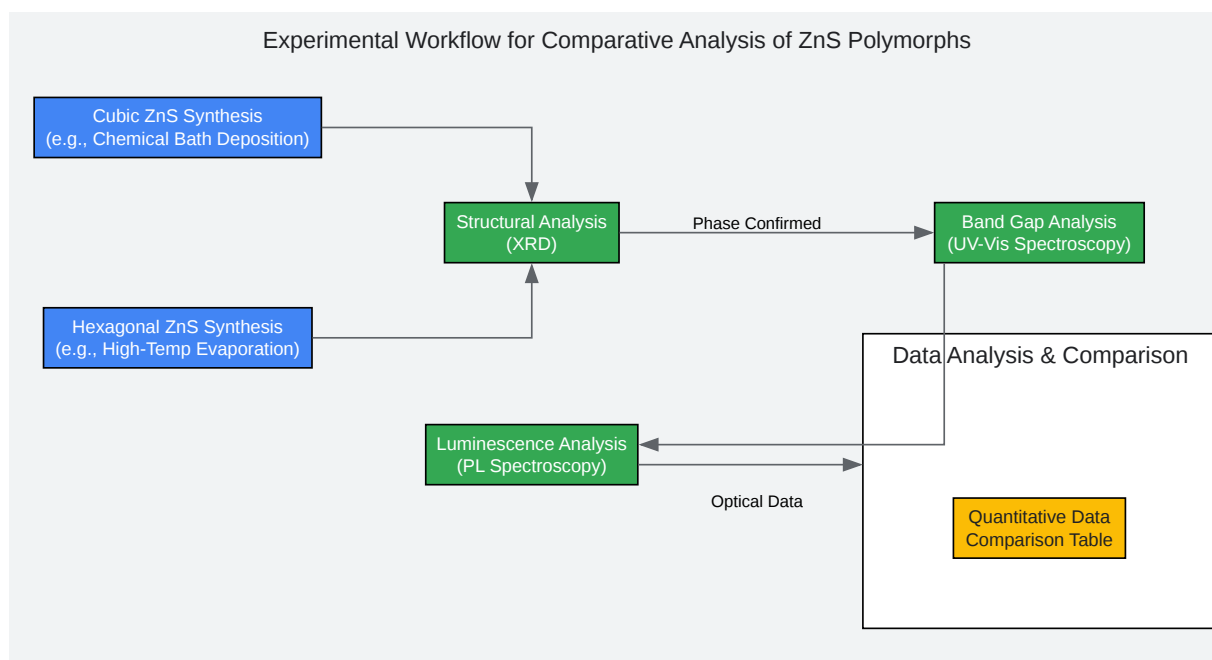 Experimental Workflow for Comparative Analysis of ZnS Polymorphs
Cubic ZnS Synthesis
(e.g., Chemical Bath Deposition)
Structural Analysis
(XRD)
Phase Confirmed
Band Gap Analysis
(UV-Vis Spectroscopy)
Hexagonal ZnS Synthesis
(e.g., High-Temp Evaporation)
Data Analysis & Comparison
Luminescence Analysis
(PL Spectroscopy)
Optical Data
Quantitative Data
Comparison Table